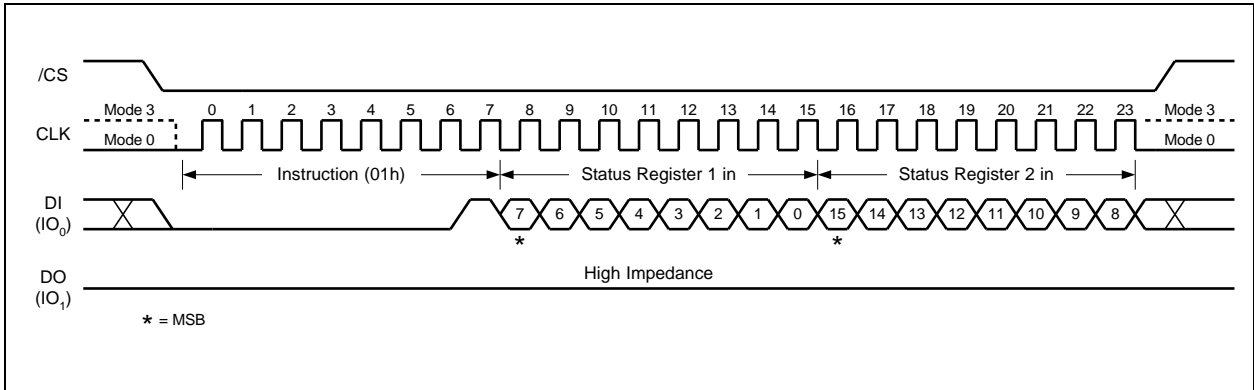 /CS
Mode 3 0 1 2 3 4 5 6 7 8 9 10 11 12 13 14 15 16 17 18 19 20 21 22 23 Mode 3
CLK Mode 0 Mode 0
Instruction (01h) Status Register 1 in Status Register 2 in
DI (IO0) 7 6 5 4 3 2 1 0 15 14 13 12 11 10 9 8
* *
High Impedance
DO (IO1)
* = MSB